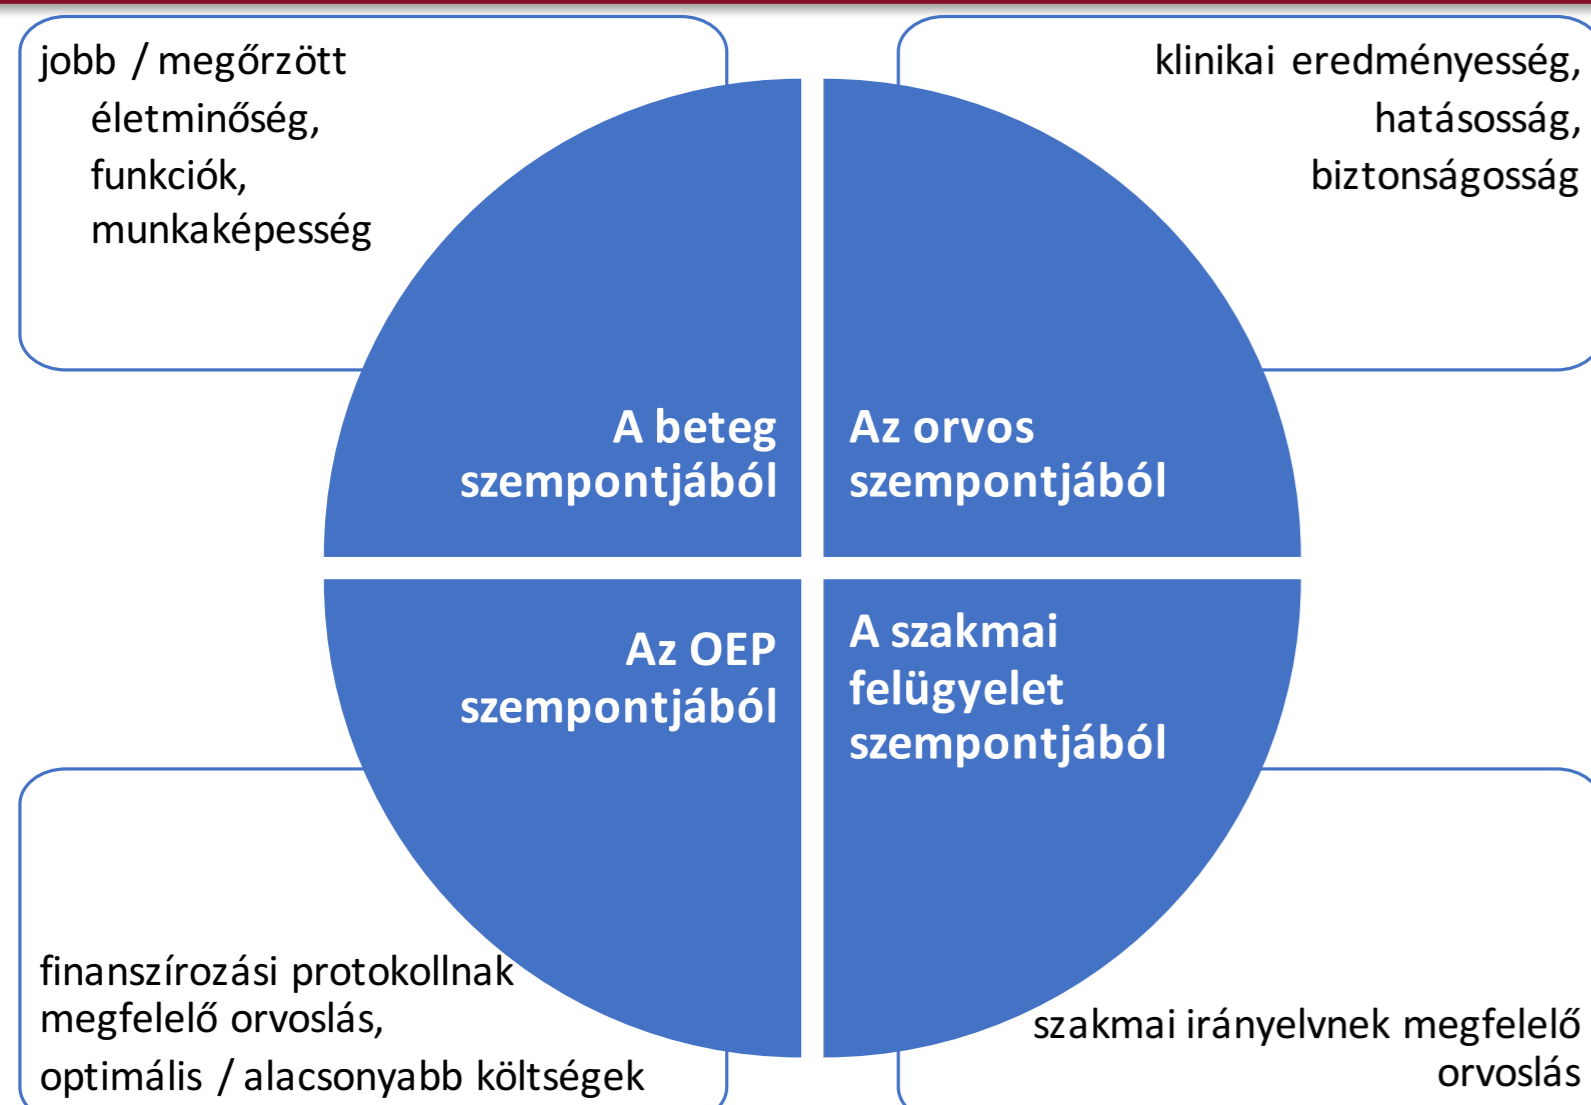 jobb / megőrzött
életminőség,
funkciók,
munkaképesség
klinikai eredményesség,
hatásosság,
biztonságosság
A beteg
szempontjából
Az orvos
szempontjából
Az OEP
szempontjából
A szakmai
felügyelet
szempontjából
finanszírozási protokollnak
megfelelő orvoslás,
optimális / alacsonyabb költségek
szakmai irányelvnek megfelelő
orvoslás